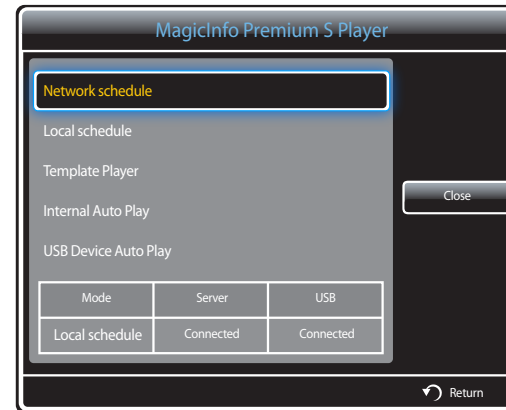 MagicInfo Premium S Player
Network schedule
Local schedule
Template Player
Internal Auto Play
USB Device Auto Play
Close
Mode Server USB
Local schedule Connected Connected
Return